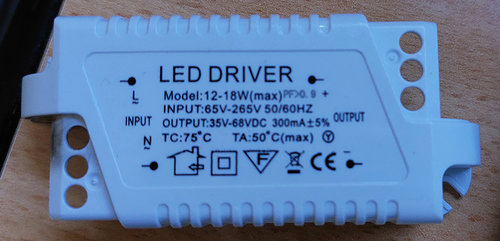 LED DRIVER
Model:12-18W(max) PF>0.9 +
L INPUT:65V-265V 50/60HZ
INPUT OUTPUT:35V-68VDC 300mA±5% OUTPUT
N TC:75°C TA:50°C(max) Y
F CE